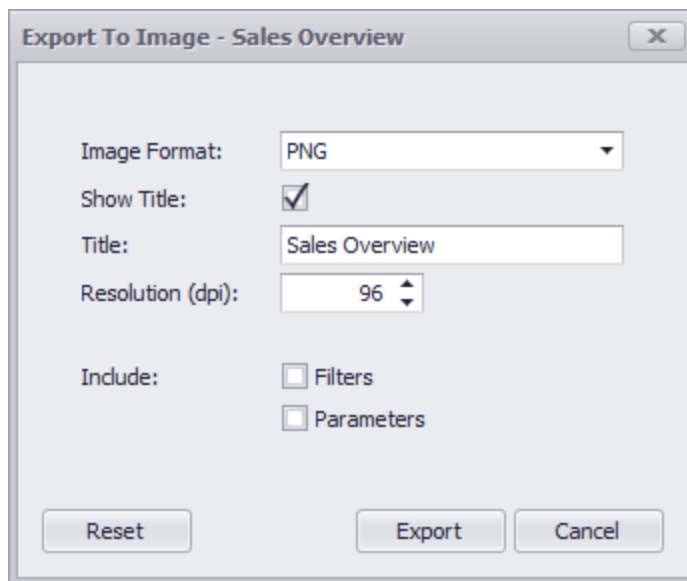 Export To Image - Sales Overview
Image Format: PNG
Show Title:
Title: Sales Overview
Resolution (dpi): 96
Include: Filters
Parameters
Reset Export Cancel